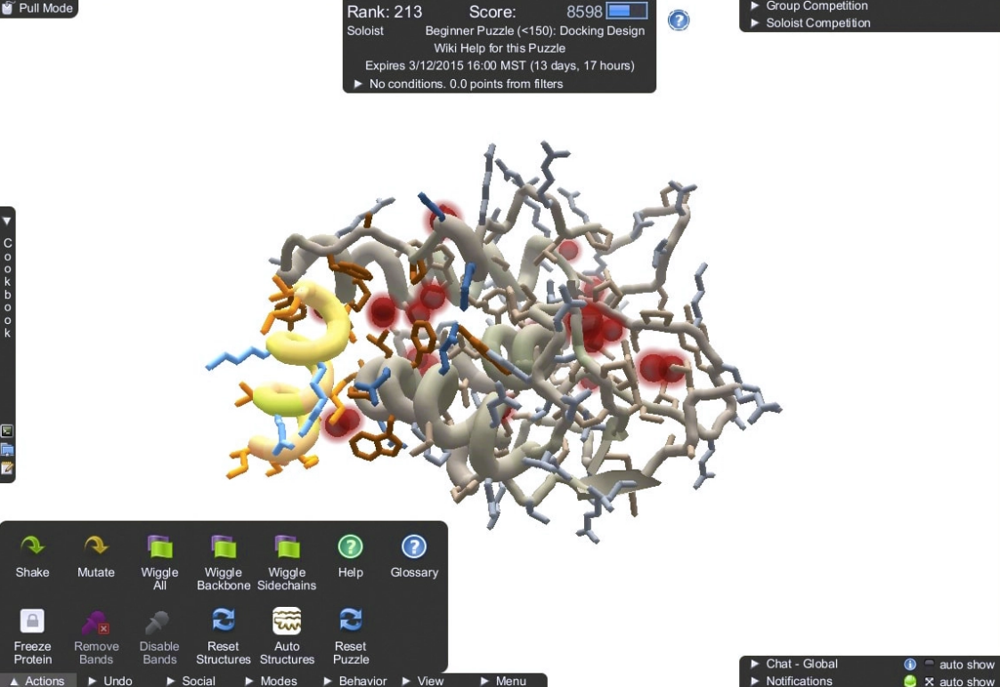 Pull Mode
Rank: 213 Score: 8598
Soloist Beginner Puzzle (<150): Docking Design
Wiki Help for this Puzzle
Expires 3/12/2015 16:00 MST (13 days, 17 hours)
No conditions. 0.0 points from filters
?
Group Competition
Soloist Competition
Cookbook
Shake
Mutate
Wiggle All
Wiggle Backbone
Wiggle Sidechains
Help
Glossary
Freeze Protein
Remove Bands
Disable Bands
Reset Structures
Auto Structures
Reset Puzzle
Actions Undo Social Modes Behavior View Menu
Chat - Global auto show
Notifications auto show